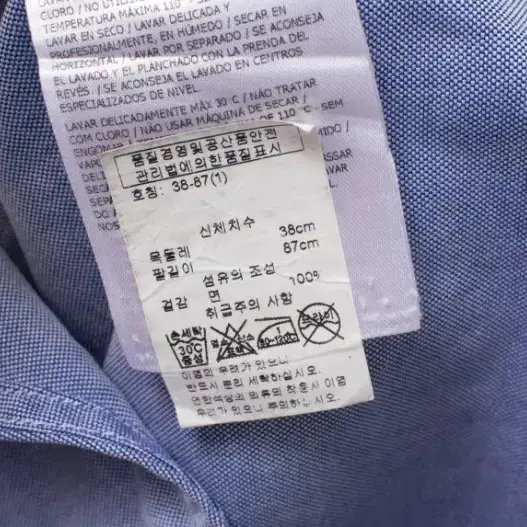 CLORO / NO LAVAR
TEMPERATURA MÁXIMA 110°
LAVAR EN SECO / LAVAR DELICADA Y
PROFESIONALMENTE, EN HÚMEDO / SE ACONSEJA
HORIZONTAL / LAVAR POR SEPARADO / SE ACONSEJA
EL LAVADO Y EL PLANCHADO CON LA PRENDA DEL
REVÉS. / SE ACONSEJA EL LAVADO EN CENTROS
ESPECIALIZADOS DE NIVEL.
LAVAR DELICADAMENTE MÁX 30°C / NÃO TRATAR
COM CLORO / NÃO USAR MÁQUINA DE SECAR /
DE 110°C
품질경영및공산품안전
관리법에의한품질표시
호칭: 38-87(1)
신체치수
목둘레 38cm
팔길이 87cm
섬유의 조성
겉감 면 100%
취급주의 사항
손세탁
30℃
중성
80-120℃
드라이
이염의 우려가 있으니
반드시 분리 세탁하십시오.
연한색상의 의류와 착용시 이염
우려가 있으니 주의하십시오.